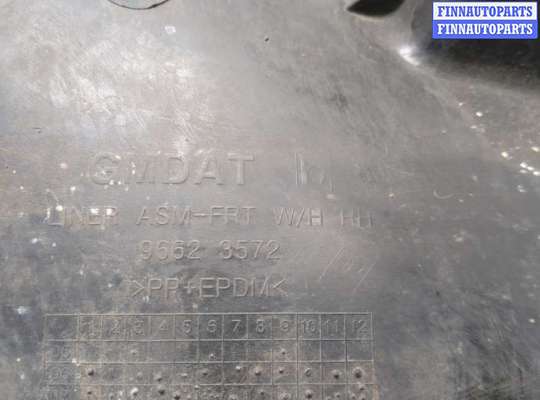 FINNAUTOPARTS
FINNAUTOPARTS
GMDAT
LINER ASM-FRT W/H RH
9662 3572
>PP+EPDM<
1 2 3 4 5 6 7 8 9 10 11 12